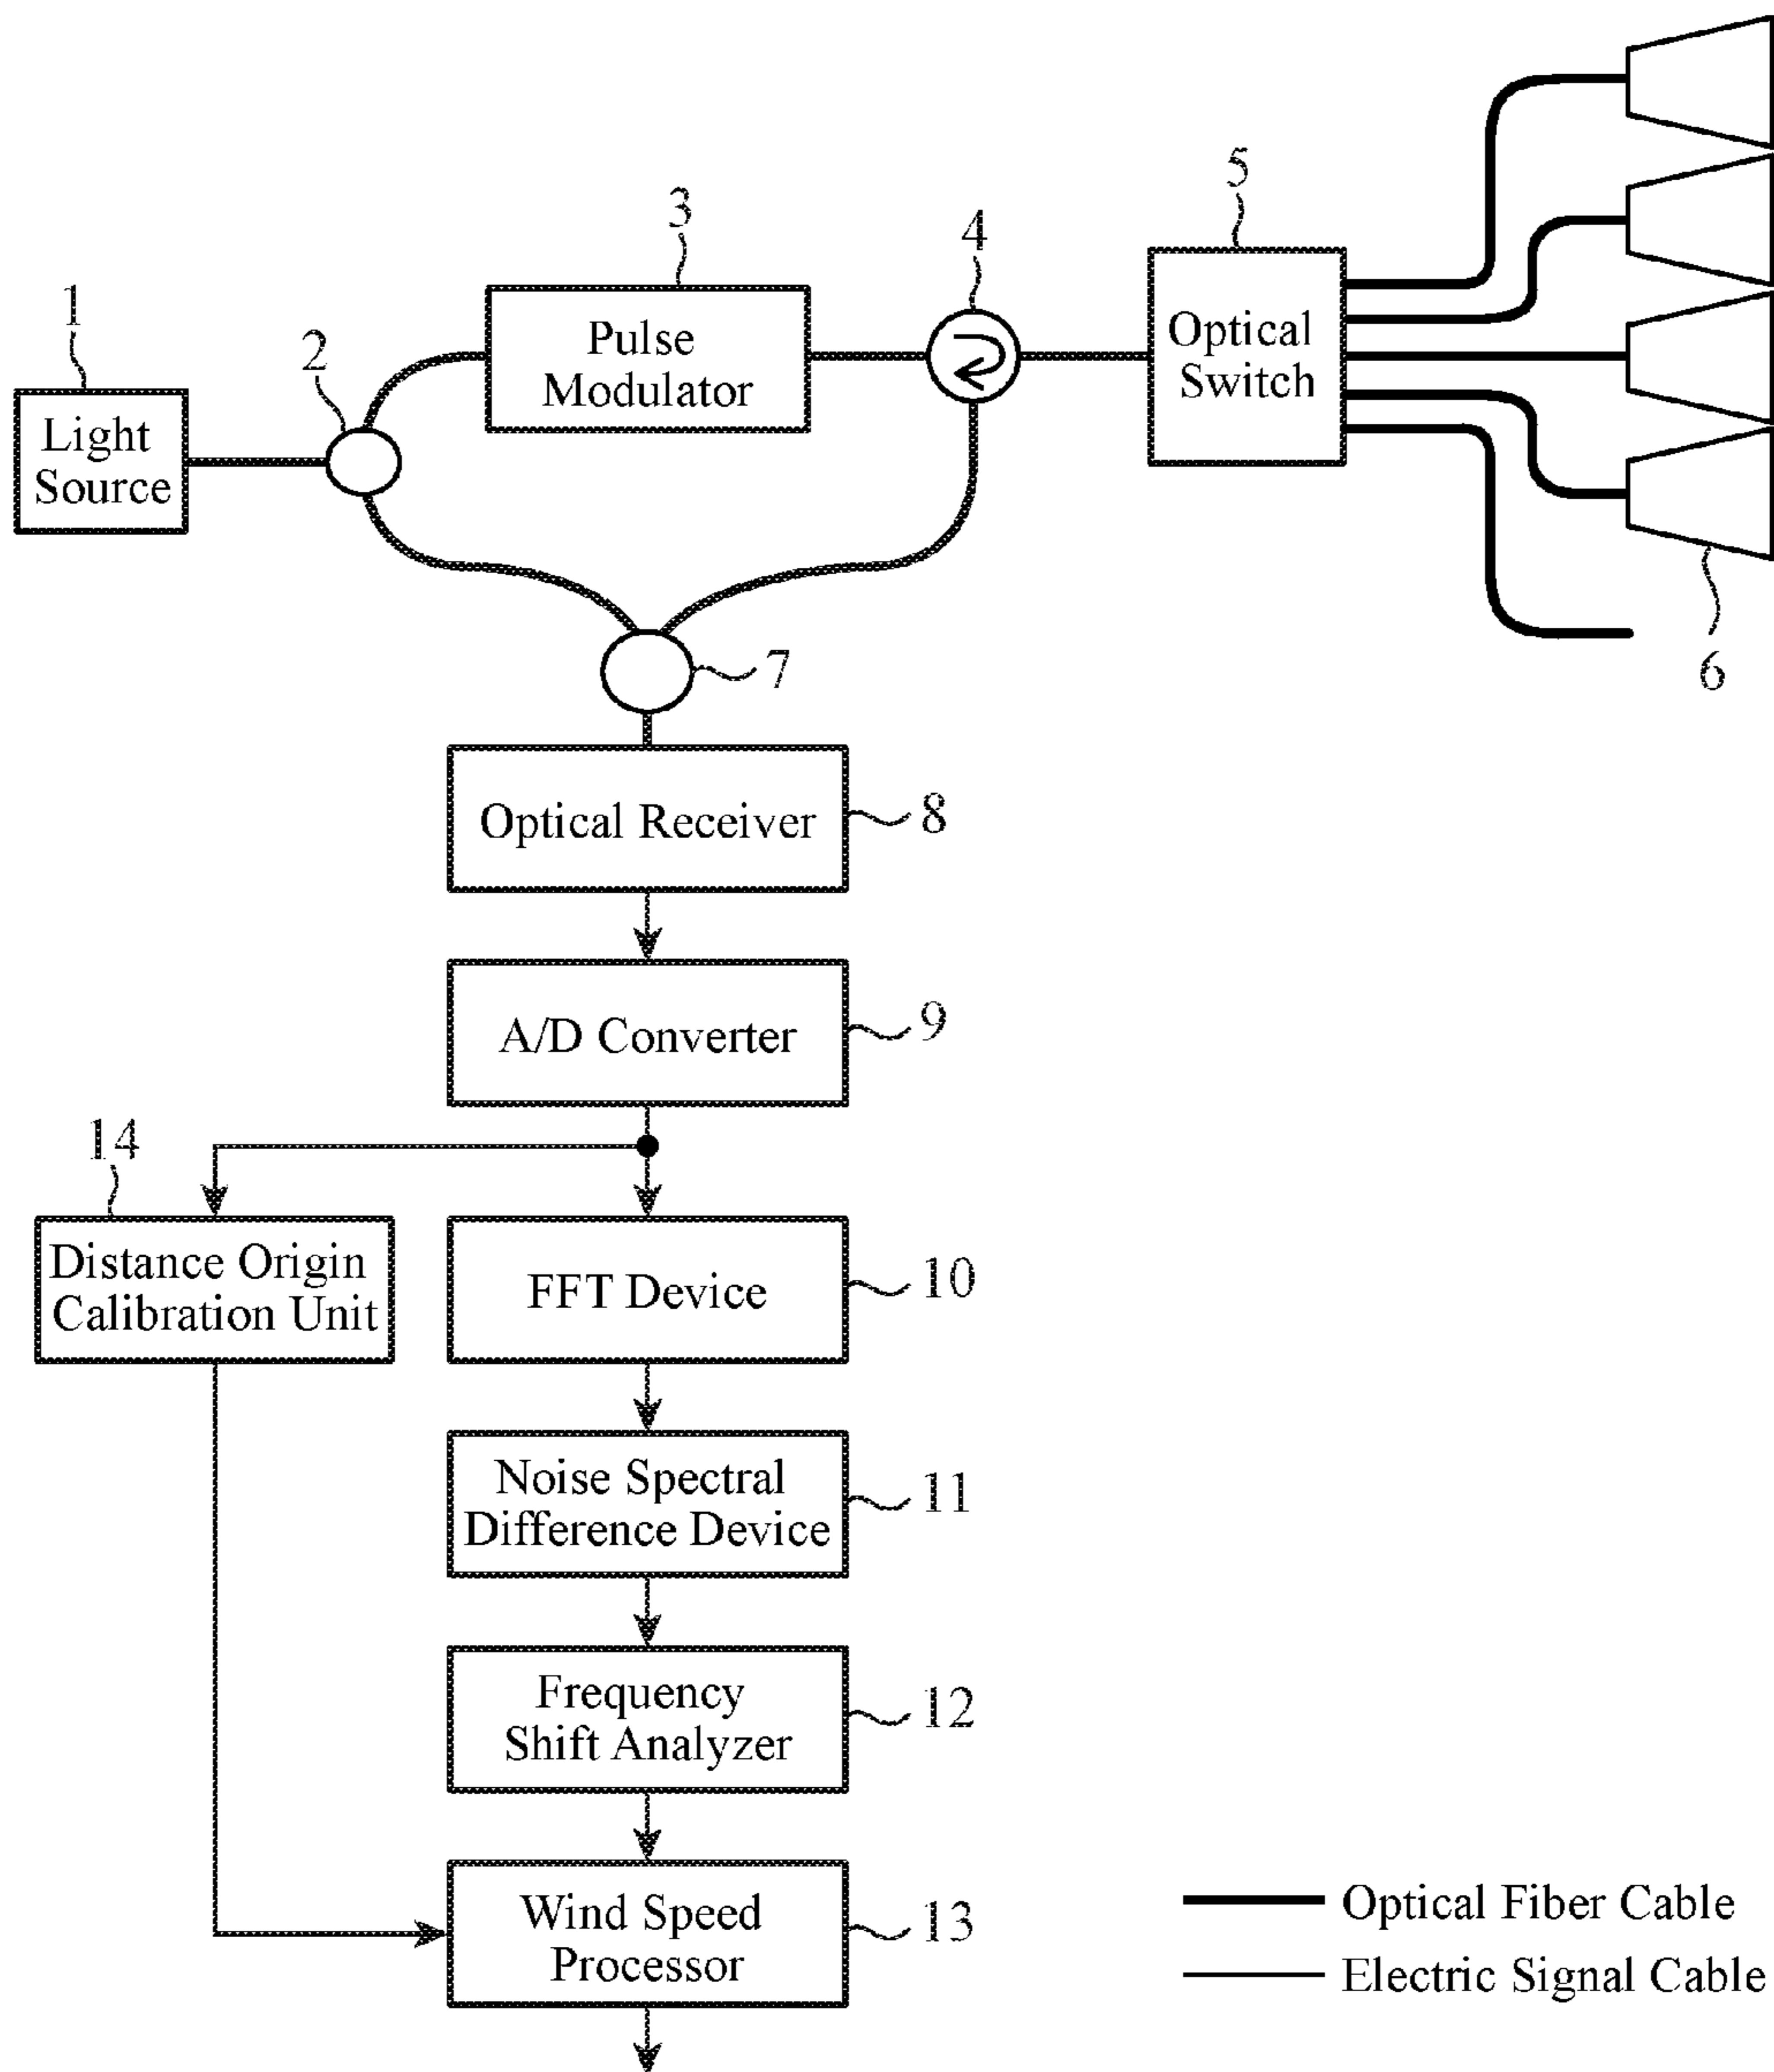 1
Light
Source
2
3
Pulse
Modulator
4
5
Optical
Switch
6
7
Optical Receiver
8
A/D Converter
9
14
Distance Origin
Calibration Unit
FFT Device
10
Noise Spectral
Difference Device
11
Frequency
Shift Analyzer
12
Wind Speed
Processor
13
Optical Fiber Cable
Electric Signal Cable